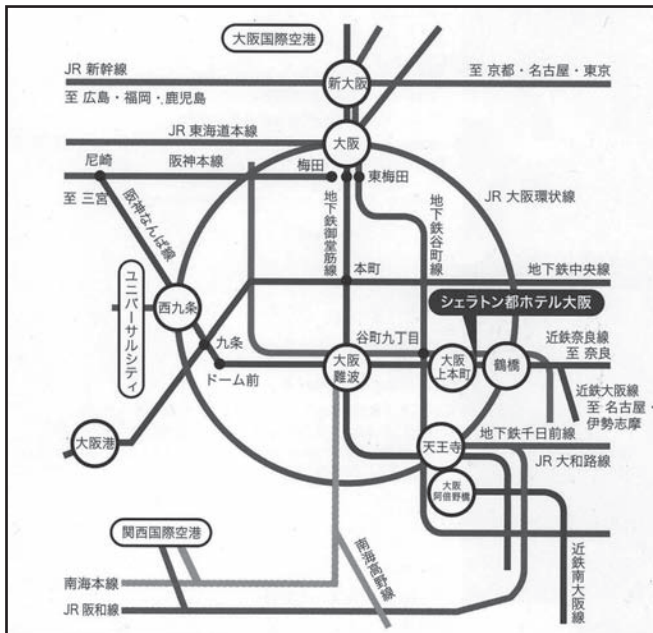 大阪国際空港
JR 新幹線
新大阪
至 京都・名古屋・東京
至 広島・福岡・鹿児島
JR 東海道本線
大阪
尼崎
阪神本線
梅田
東梅田
至 三宮
JR 大阪環状線
阪神なんば線
地下鉄御堂筋線
地下鉄谷町線
本町
地下鉄中央線
ユニバーサルシティ
西九条
シェラトン都ホテル大阪
九条
谷町九丁目
近鉄奈良線
至 奈良
ドーム前
大阪
難波
大阪
上本町
鶴橋
近鉄大阪線
至 名古屋・
伊勢志摩
大阪港
天王寺
地下鉄千日前線
JR 大和路線
大阪
阿倍野橋
関西国際空港
南海高野線
近鉄南大阪線
南海本線
JR 阪和線